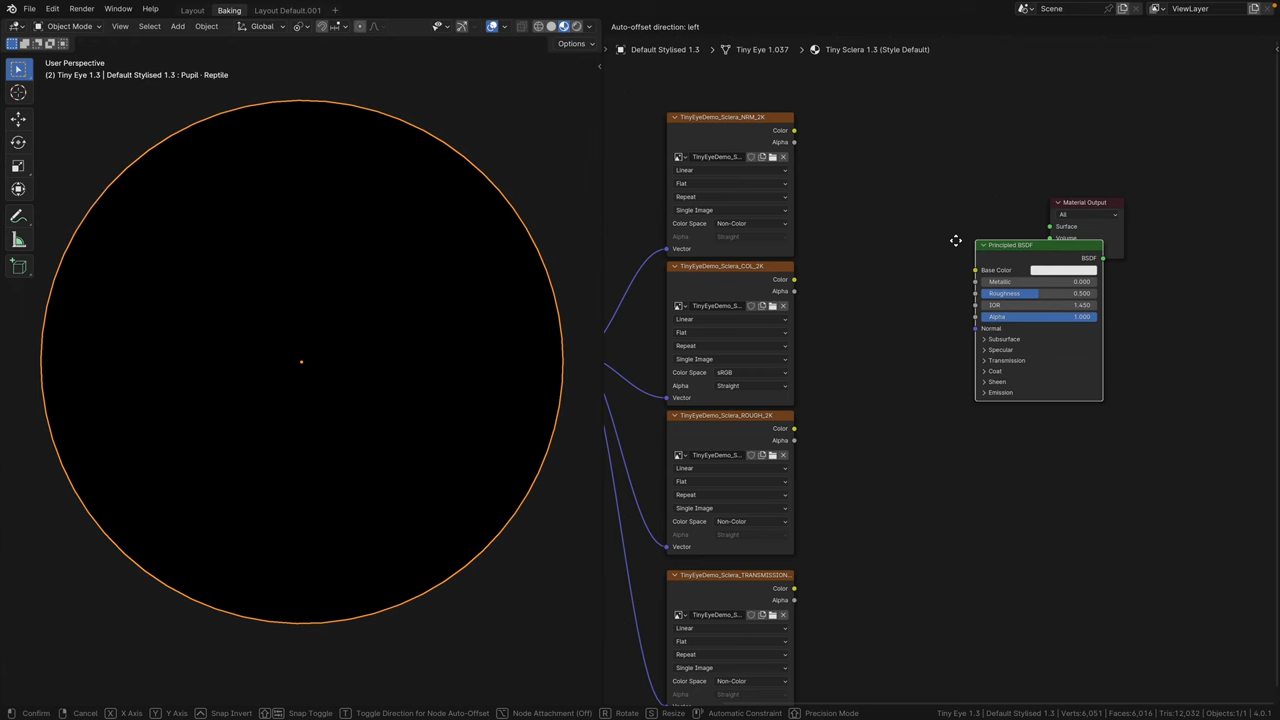 File Edit Render Window Help Layout Baking Layout Default.001 Scene ViewLayer
Object Mode View Select Add Object Global
Auto-offset direction: left
Options
Default Stylised 1.3 Tiny Eye 1.037 Tiny Sclera 1.3 (Style Default)
User Perspective
(2) Tiny Eye 1.3 | Default Stylised 1.3 : Pupil - Reptile
TinyEyeDemo_Sclera_NRM_2K
Color
Alpha
TinyEyeDemo_S...
Linear
Flat
Repeat
Single Image
Color Space Non-Color
Alpha Straight
Vector
TinyEyeDemo_Sclera_COL_2K
Color
Alpha
TinyEyeDemo_S...
Linear
Flat
Repeat
Single Image
Color Space sRGB
Alpha Straight
Vector
TinyEyeDemo_Sclera_ROUGH_2K
Color
Alpha
TinyEyeDemo_S...
Linear
Flat
Repeat
Single Image
Color Space Non-Color
Alpha Straight
Vector
TinyEyeDemo_Sclera_TRANSMISSION...
Color
Alpha
TinyEyeDemo_S...
Linear
Flat
Repeat
Single Image
Color Space Non-Color
Alpha Straight
Material Output
All
Surface
Volume
Principled BSDF
BSDF
Base Color
Metallic 0.000
Roughness 0.500
IOR 1.450
Alpha 1.000
Normal
Subsurface
Specular
Transmission
Coat
Sheen
Emission
Confirm Cancel X X Axis Y Y Axis Snap Invert Snap Toggle T Toggle Direction for Node Auto-Offset Node Attachment (Off) R Rotate S Resize Automatic Constraint Precision Mode Tiny Eye 1.3 | Default Stylised 1.3 | Verts:6,051 | Faces:6,016 | Tris:12,032 | Objects:1/1 | 4.0.1